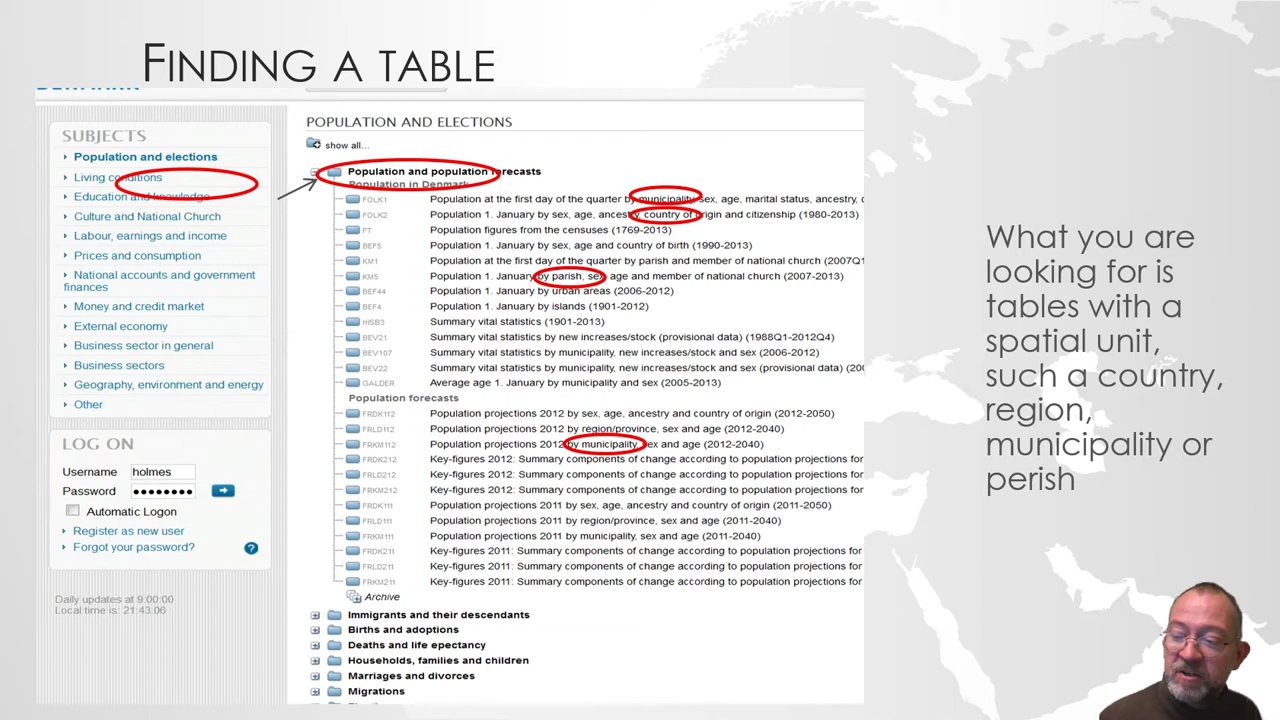 FINDING A TABLE
SUBJECTS
Population and elections
Living conditions
Education and knowledge
Culture and National Church
Labour, earnings and income
Prices and consumption
National accounts and government
finances
Money and credit market
External economy
Business sector in general
Business sectors
Geography, environment and energy
Other
LOG ON
Username holmes
Password
Automatic Logon
Register as new user
Forgot your password? ?
Daily updates at 9:00:00
Local time is: 21:43:06
POPULATION AND ELECTIONS
show all...
Population and population forecasts
Population in Denmark
FOLK1 Population at the first day of the quarter by municipality, sex, age, marital status, ancestry, c
FOLK2 Population 1. January by sex, age, ancestry, country of origin and citizenship (1980-2013)
FT Population figures from the censuses (1769-2013)
BEF5 Population 1. January by sex, age and country of birth (1990-2013)
KM1 Population at the first day of the quarter by parish and member of national church (2007Q1
KM5 Population 1. January by parish, sex, age and member of national church (2007-2013)
BEF44 Population 1. January by urban areas (2006-2012)
BEF4 Population 1. January by islands (1901-2012)
HISB3 Summary vital statistics (1901-2013)
BEV21 Summary vital statistics by new increases/stock (provisional data) (1988Q1-2012Q4)
BEV107 Summary vital statistics by municipality, new increases/stock and sex (2006-2012)
BEV22 Summary vital statistics by municipality, new increases/stock and sex (provisional data) (200
GALDER Average age 1. January by municipality and sex (2005-2013)
Population forecasts
FRDK112 Population projections 2012 by sex, age, ancestry and country of origin (2012-2050)
FRLD112 Population projections 2012 by region/province, sex and age (2012-2040)
FRKM112 Population projections 2012 by municipality, sex and age (2012-2040)
FRDK212 Key-figures 2012: Summary components of change according to population projections for
FRLD212 Key-figures 2012: Summary components of change according to population projections for
FRKM212 Key-figures 2012: Summary components of change according to population projections for
FRDK111 Population projections 2011 by sex, age, ancestry and country of origin (2011-2050)
FRLD111 Population projections 2011 by region/province, sex and age (2011-2040)
FRKM111 Population projections 2011 by municipality, sex and age (2011-2040)
FRDK211 Key-figures 2011: Summary components of change according to population projections for
FRLD211 Key-figures 2011: Summary components of change according to population projections for
FRKM211 Key-figures 2011: Summary components of change according to population projections for
Archive
Immigrants and their descendants
Births and adoptions
Deaths and life epectancy
Households, families and children
Marriages and divorces
Migrations
What you are
looking for is
tables with a
spatial unit,
such a country,
region,
municipality or
perish